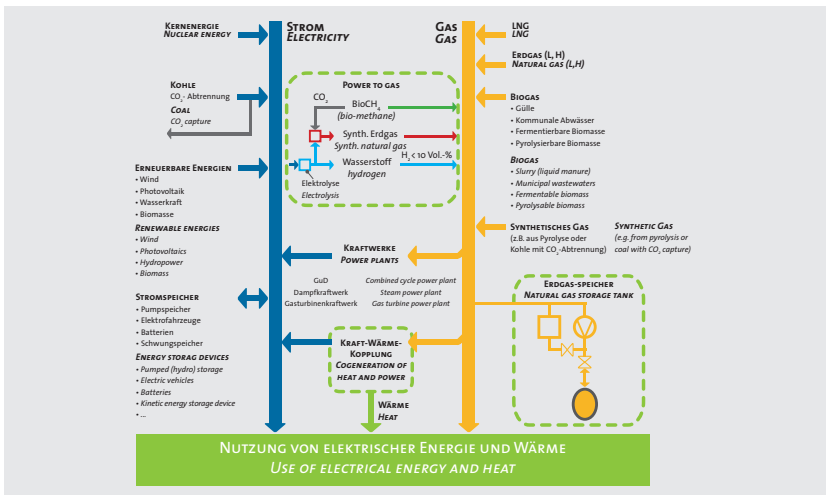 Kernenergie
Nuclear energy
Strom
Electricity
Gas
Gas
LNG
LNG
Erdgas (L, H)
Natural gas (L,H)
Kohle
CO₂- Abtrennung
Coal
CO₂ capture
Power to gas
CO₂
BioCH₄
(bio-methane)
Synth. Erdgas
Synth. natural gas
Wasserstoff
hydrogen
H₂< 10 Vol.-%
Elektrolyse
Electrolysis
Biogas
• Gülle
• Kommunale Abwässer
• Fermentierbare Biomasse
• Pyrolysierbare Biomasse
Biogas
• Slurry (liquid manure)
• Municipal wastewaters
• Fermentable biomass
• Pyrolysable biomass
Erneuerbare Energien
• Wind
• Photovoltaik
• Wasserkraft
• Biomasse
Renewable energies
• Wind
• Photovoltaics
• Hydropower
• Biomass
Synthetisches Gas
(z.B. aus Pyrolyse oder
Kohle mit CO₂-Abtrennung)
Synthetic Gas
(e.g. from pyrolysis or
coal with CO₂ capture)
Kraftwerke
Power plants
GuD
Dampfkraftwerk
Gasturbinenkraftwerk
Combined cycle power plant
Steam power plant
Gas turbine power plant
Stromspeicher
• Pumpspeicher
• Elektrofahrzeuge
• Batterien
• Schwungspeicher
Energy storag devices
• Pumped (hydro) storage
• Electric vehicles
• Batteries
• Kinetic energy storage device
• ...
Erdgas-speicher
Natural gas storage tank
Kraft-Wärme-
Kopplung
Cogeneration of
heat and power
Wärme
Heat
Nutzung von elektrischer Energie und Wärme
Use of electrical energy and heat